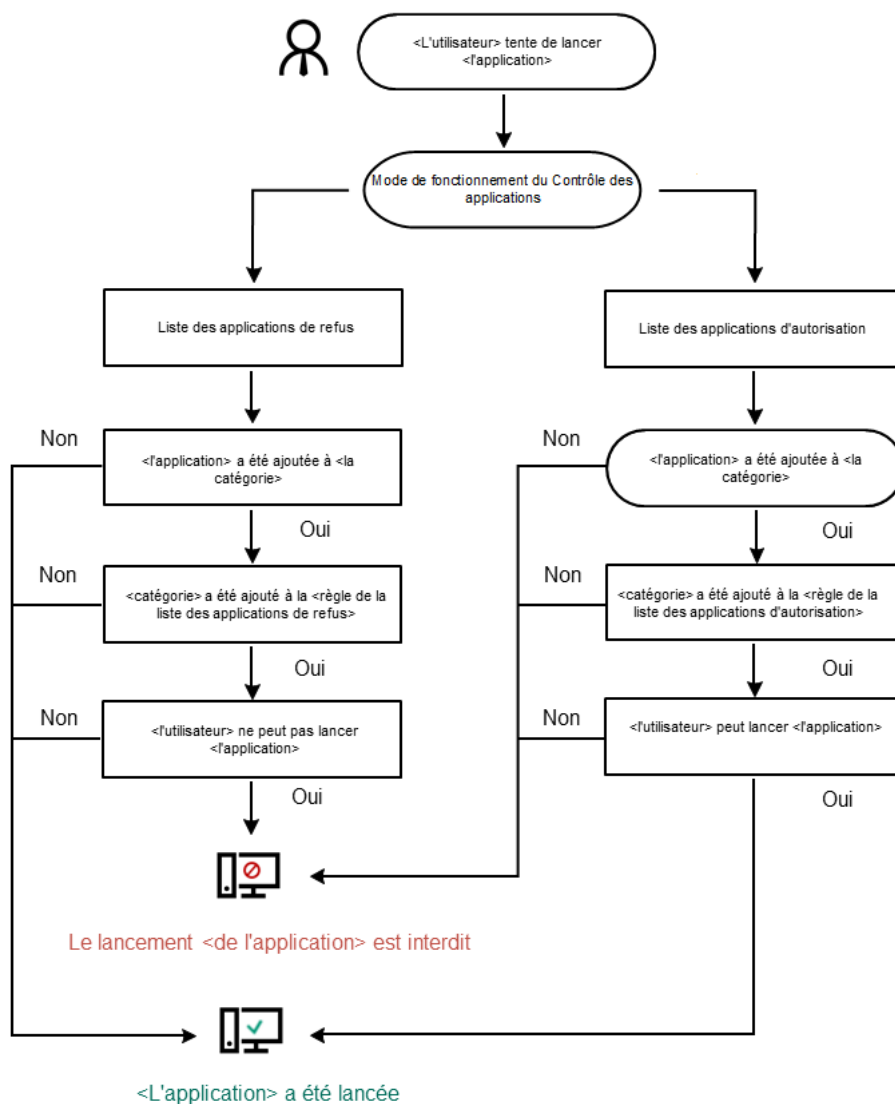 <L'utilisateur> tente de lancer
<l'application>
Mode de fonctionnement du Contrôle des
applications
Liste des applications de refus
Liste des applications d'autorisation
Non
<l'application> a été ajoutée à <la
catégorie>
Oui
Non
<l'application> a été ajoutée à <la
catégorie>
Oui
Non
<catégorie> a été ajouté à la <règle de la
liste des applications de refus>
Oui
Non
<catégorie> a été ajouté à la <règle de la
liste des applications d'autorisation>
Oui
Non
<l'utilisateur> ne peut pas lancer
<l'application>
Oui
Non
<l'utilisateur> peut lancer <l'application>
Oui
Le lancement <de l'application> est interdit
<L'application> a été lancée